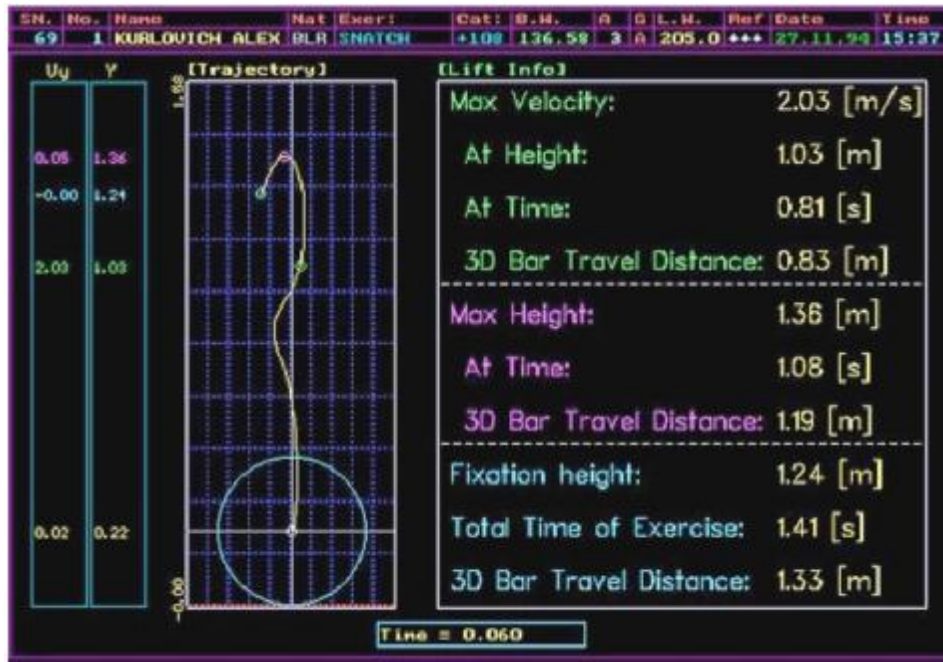 SN. No. Name Nat Exer: Cat: B.W. A G L.W. Ref Date Time
69 1 KURLOVICH ALEX BLR SNATCH +108 136.58 3 A 205.0 *** 27.11.94 15:37
Vy Y [Trajectory] [Lift Info]
1.58
Max Velocity: 2.03 [m/s]
0.05 1.36
At Height: 1.03 [m]
-0.00 1.24
At Time: 0.81 [s]
2.03 1.03
3D Bar Travel Distance: 0.83 [m]
Max Height: 1.36 [m]
At Time: 1.08 [s]
3D Bar Travel Distance: 1.19 [m]
Fixation height: 1.24 [m]
0.02 0.22
Total Time of Exercise: 1.41 [s]
3D Bar Travel Distance: 1.33 [m]
-0.00
Time = 0.060